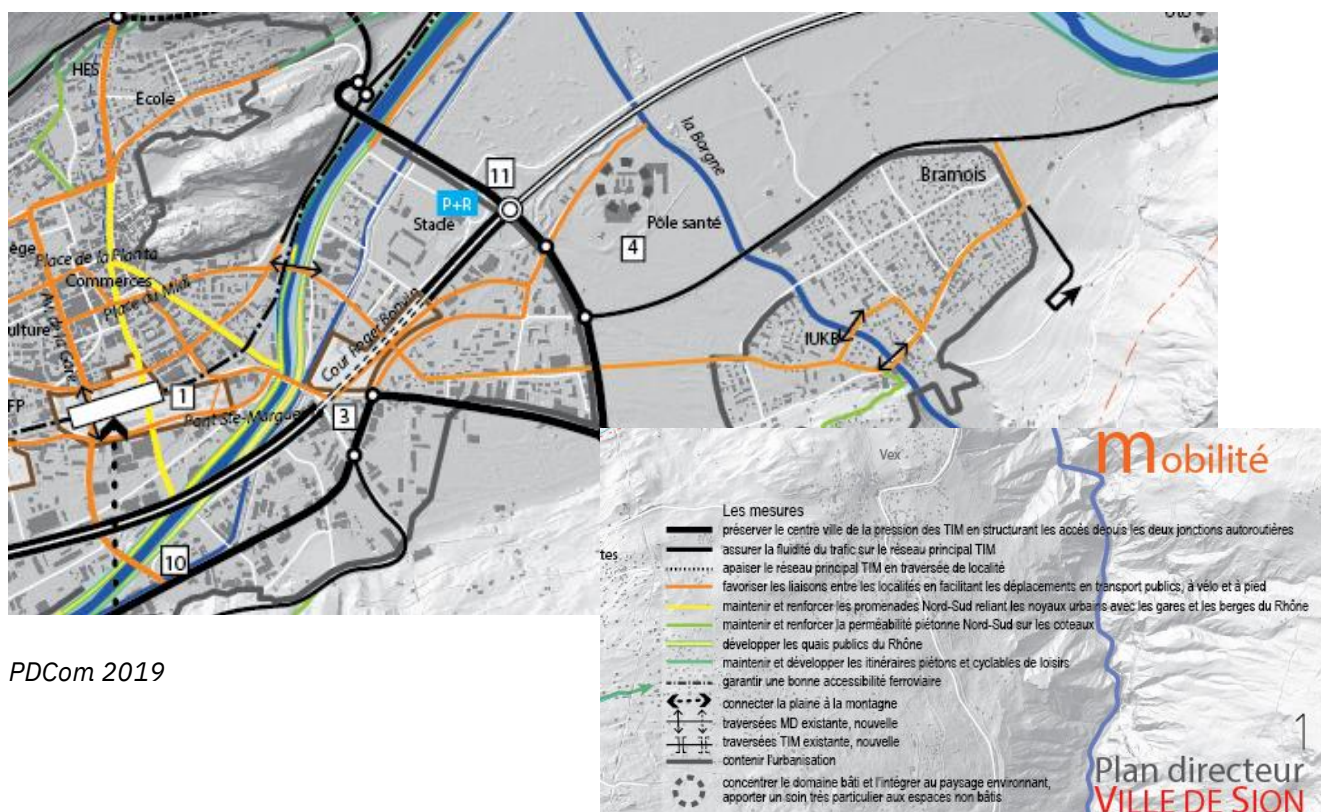 HES
Ecole
la Borgne
Bramois
11
P+R
Stade
Pôle santé
4
Place de la Planta
Commerces
Place du Midi
Av. de la Gare
Cour Roger Bonvin
IUKB
1
FP
Pont Ste-Marguerite
3
10
Vex
mobilité
Les mesures
préserver le centre ville de la pression des TIM en structurant les accès depuis les deux jonctions autoroutières
assurer la fluidité du trafic sur le réseau principal TIM
apaiser le réseau principal TIM en traversée de localité
favoriser les liaisons entre les localités en facilitant les déplacements en transport publics, à vélo et à pied
maintenir et renforcer les promenades Nord-Sud reliant les noyaux urbains avec les gares et les berges du Rhône
maintenir et renforcer la perméabilité piétonne Nord-Sud sur les coteaux
développer les quais publics du Rhône
maintenir et développer les itinéraires piétons et cyclables de loisirs
garantir une bonne accessibilité ferroviaire
connecter la plaine à la montagne
traversées MD existante, nouvelle
traversées TIM existante, nouvelle
contenir l'urbanisation
concentrer le domaine bâti et l'intégrer au paysage environnant,
apporter un soin très particulier aux espaces non bâtis
1
Plan directeur
VILLE DE SION
PDCom 2019